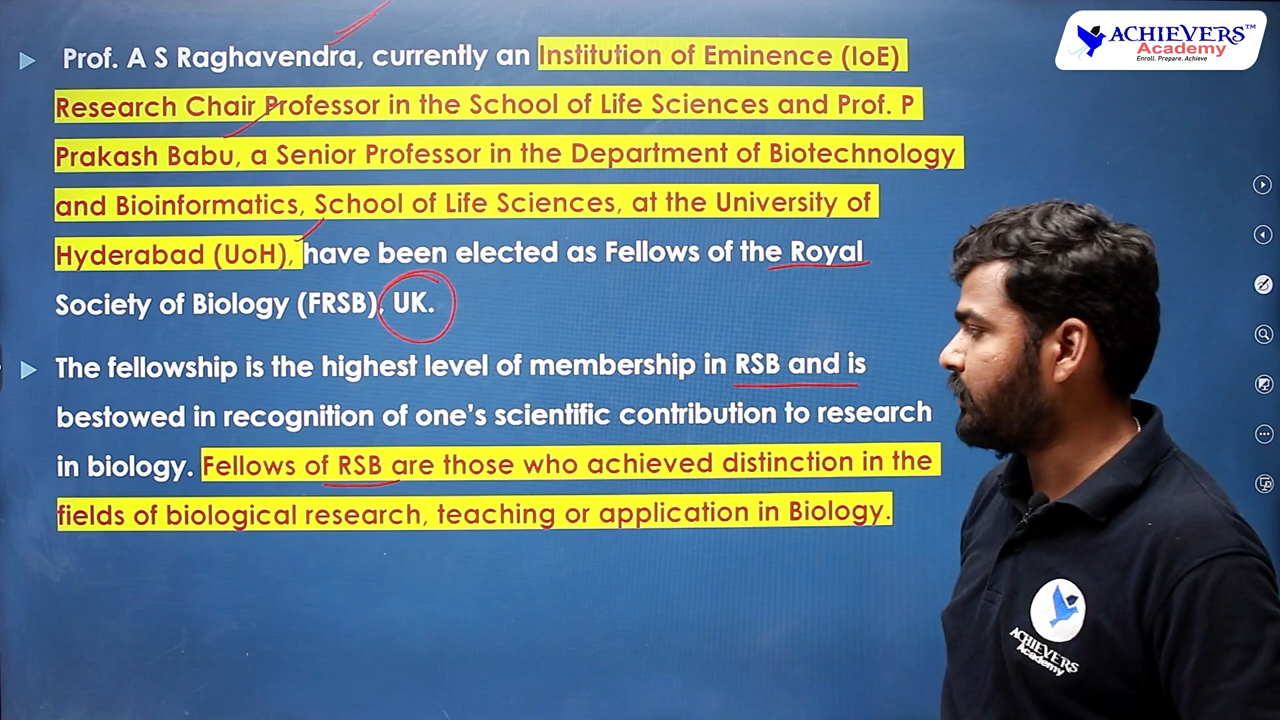 Prof. A S Raghavendra, currently an Institution of Eminence (IoE)
Research Chair Professor in the School of Life Sciences and Prof. P
Prakash Babu, a Senior Professor in the Department of Biotechnology
and Bioinformatics, School of Life Sciences, at the University of
Hyderabad (UoH), have been elected as Fellows of the Royal
Society of Biology (FRSB), UK.
The fellowship is the highest level of membership in RSB and is
bestowed in recognition of one’s scientific contribution to research
in biology. Fellows of RSB are those who achieved distinction in the
fields of biological research, teaching or application in Biology.
ACHIEVERS™
Academy
Enroll. Prepare. Achieve
ACHIEVERS
Academy